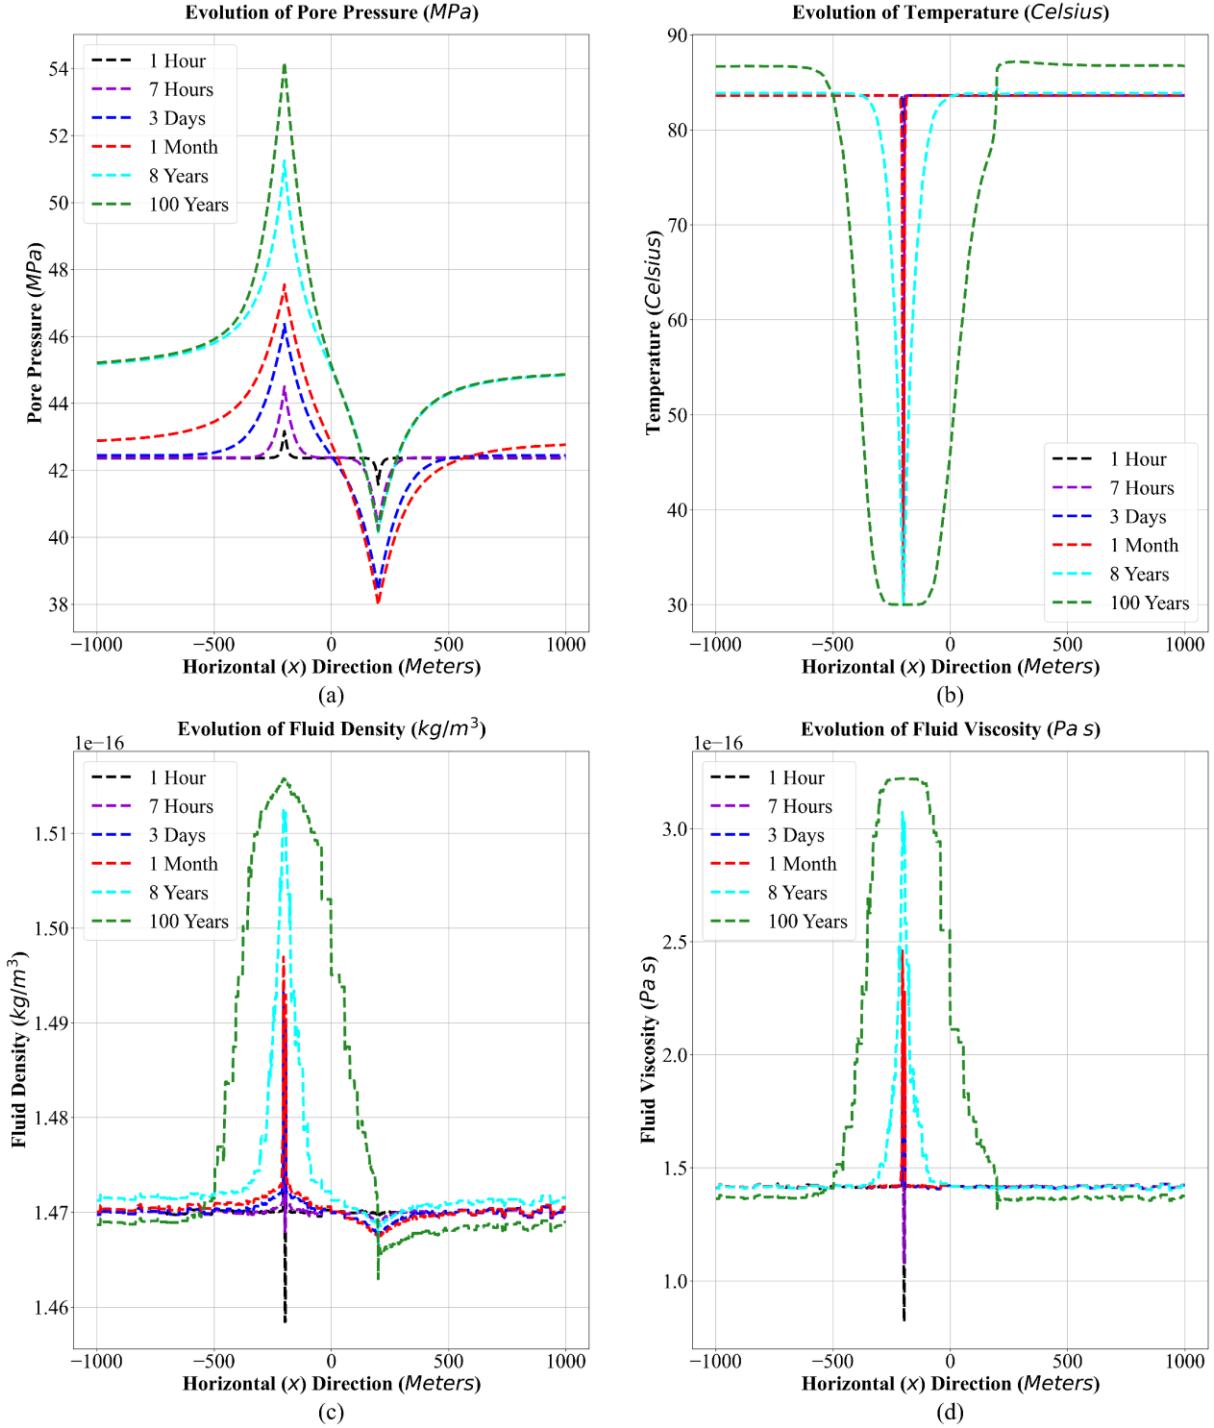 Evolution of Pore Pressure (MPa)
1 Hour
7 Hours
3 Days
1 Month
8 Years
100 Years
54
52
50
48
46
44
42
40
38
Pore Pressure (MPa)
−1000 −500 0 500 1000
Horizontal (x) Direction (Meters)
(a)
Evolution of Temperature (Celsius)
90
80
70
60
50
40
30
Temperature (Celsius)
1 Hour
7 Hours
3 Days
1 Month
8 Years
100 Years
−1000 −500 0 500 1000
Horizontal (x) Direction (Meters)
(b)
Evolution of Fluid Density (kg/m³)
1e−16
1 Hour
7 Hours
3 Days
1 Month
8 Years
100 Years
1.51
1.50
1.49
1.48
1.47
1.46
Fluid Density (kg/m³)
−1000 −500 0 500 1000
Horizontal (x) Direction (Meters)
(c)
Evolution of Fluid Viscosity (Pa s)
1e−16
1 Hour
7 Hours
3 Days
1 Month
8 Years
100 Years
3.0
2.5
2.0
1.5
1.0
Fluid Viscosity (Pa s)
−1000 −500 0 500 1000
Horizontal (x) Direction (Meters)
(d)